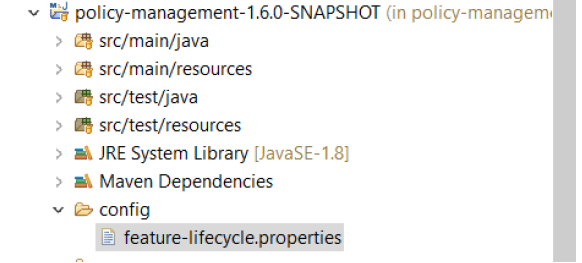 policy-management-1.6.0-SNAPSHOT (in policy-managem
src/main/java
src/main/resources
src/test/java
src/test/resources
JRE System Library [JavaSE-1.8]
Maven Dependencies
config
feature-lifecycle.properties